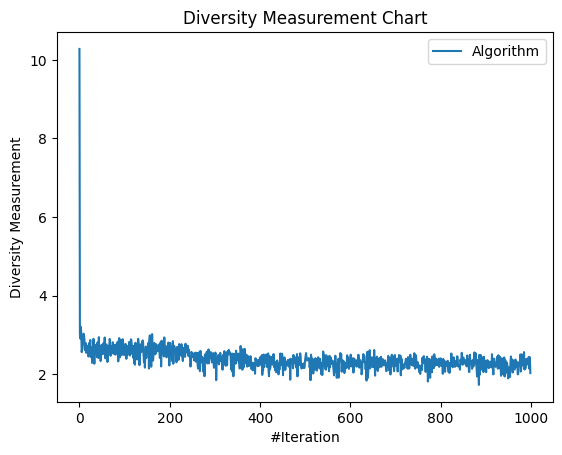 Diversity Measurement Chart
Algorithm
Diversity Measurement
10
8
6
4
2
0 200 400 600 800 1000
#Iteration